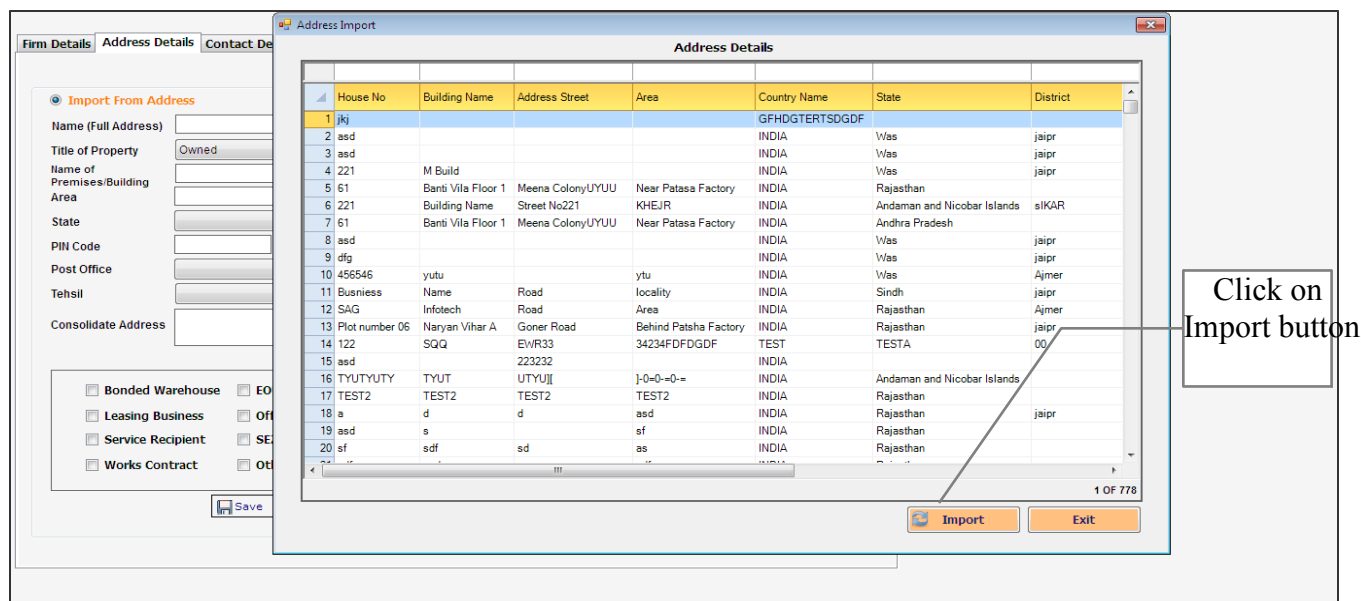 Address Import
Firm Details Address Details Contact De
Address Details
Import From Address
Name (Full Address)
Title of Property Owned
Name of
Premises/Building
Area
State
PIN Code
Post Office
Tehsil
Consolidate Address
Bonded Warehouse EO
Leasing Business Off
Service Recipient SE
Works Contract Ot
Save
House No Building Name Address Street Area Country Name State District
1 jkj GFHDGTERTSDGDF
2 asd INDIA Was jaipr
3 asd INDIA Was jaipr
4 221 M Build INDIA Was jaipr
5 61 Banti Vila Floor 1 Meena ColonyUYUU Near Patasa Factory INDIA Rajasthan
6 221 Building Name Street No221 KHEJR INDIA Andaman and Nicobar Islands sIKAR
7 61 Banti Vila Floor 1 Meena ColonyUYUU Near Patasa Factory INDIA Andhra Pradesh
8 asd INDIA Was jaipr
9 dfg INDIA Was jaipr
10 456546 yutu ytu INDIA Was Ajmer
11 Busniess Name Road locality INDIA Sindh jaipr
12 SAG Infotech Road Area INDIA Rajasthan Ajmer
13 Plot number 06 Naryan Vihar A Goner Road Behind Patsha Factory INDIA Rajasthan jaipr
14 122 SQQ EWR33 34234FDFDGDF TEST TESTA 00
15 asd 223232 INDIA
16 TYUTYUTY TYUT UTYU][ ]-0=0-=0-= INDIA Andaman and Nicobar Islands
17 TEST2 TEST2 TEST2 TEST2 INDIA Rajasthan
18 a d d asd INDIA Rajasthan jaipr
19 asd s sf INDIA Rajasthan
20 sf sdf sd as INDIA Rajasthan
1 OF 778
Import Exit
Click on
Import button